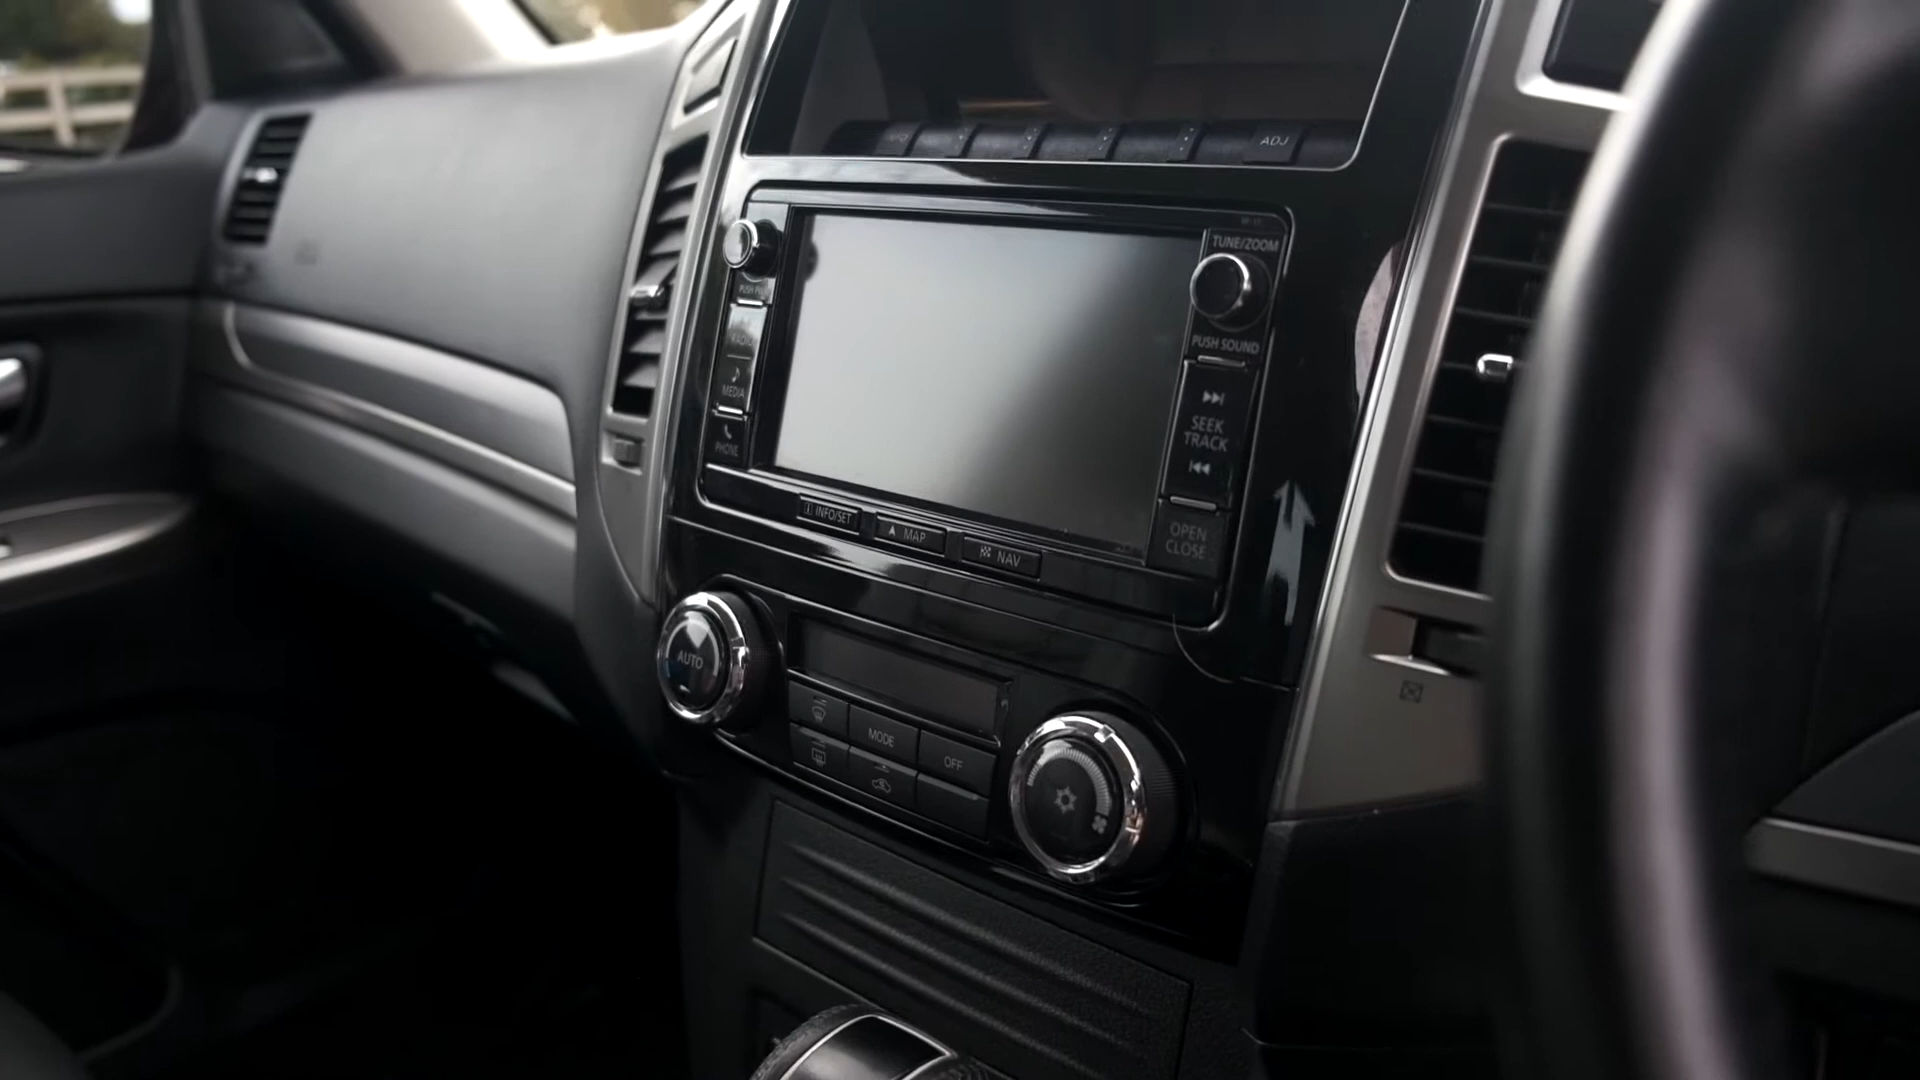 ADJ
TUNE/ZOOM
PUSH SOUND
RADIO
MEDIA
PHONE
SEEK
TRACK
OPEN
CLOSE
INFO/SET
MAP
NAV
AUTO
MODE
OFF